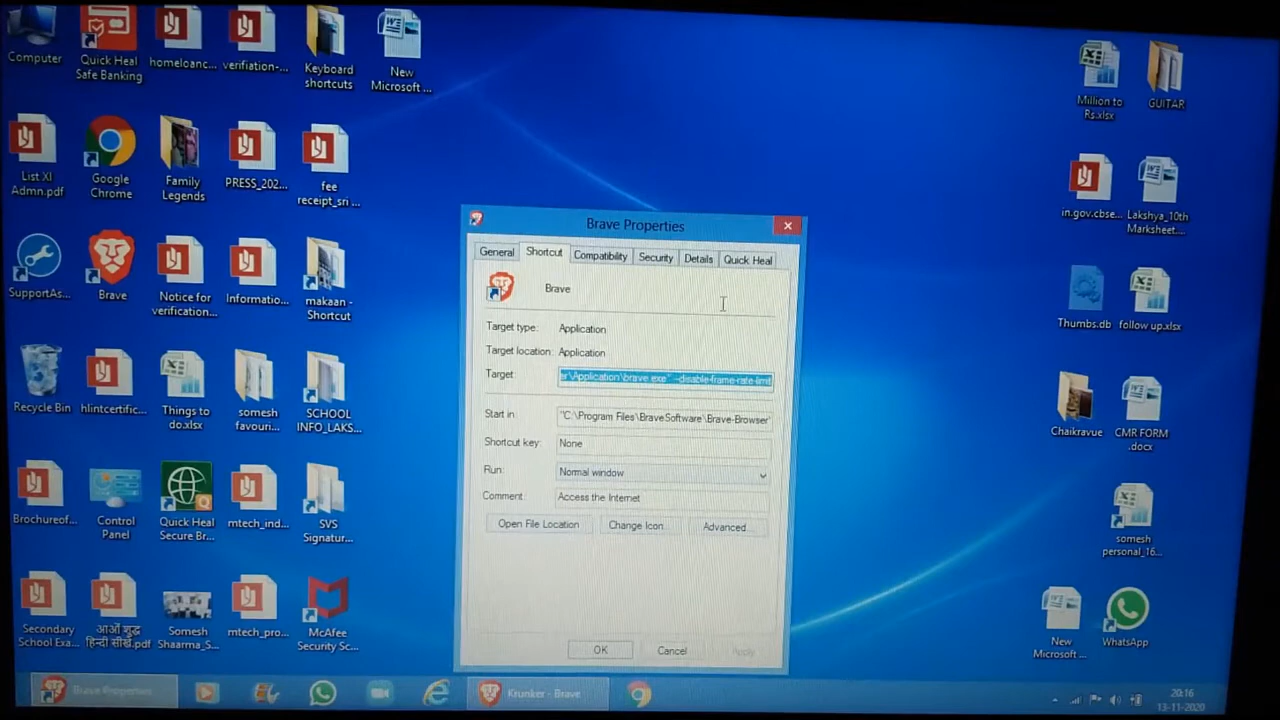 Computer
Quick Heal
Safe Banking
homeloanc...
verifiation-...
Keyboard
shortcuts
New
Microsoft ...
Million to
Rs.xlsx
GUITAR
List XI
Admn.pdf
Google
Chrome
Family
Legends
PRESS_202...
fee
receipt_sri ...
in.gov.cbse...
Lakshya_10th
Marksheet....
SupportAs...
Brave
Notice for
verification...
Informatio...
makaan -
Shortcut
Thumbs.db
follow up.xlsx
Recycle Bin
hlintcertific...
Things to
do.xlsx
somesh
favouri...
SCHOOL
INFO_LAKS...
Chaikravue
CMR FORM
.docx
Brochureof...
Control
Panel
Quick Heal
Secure Br...
mtech_ind...
SVS
Signatur...
somesh
personal_16...
Secondary
School Exa...
आओं शुद्ध
हिन्दी सीखें.pdf
Somesh
Shaarma_S...
mtech_pro...
McAfee
Security Sc...
New
Microsoft ...
WhatsApp
Brave Properties
General Shortcut Compatibility Security Details Quick Heal
Brave
Target type: Application
Target location: Application
Target: er\Application\brave.exe" --disable-frame-rate-limit
Start in "C:\Program Files\BraveSoftware\Brave-Browser\
Shortcut key: None
Run: Normal window
Comment: Access the Internet
Open File Location Change Icon... Advanced...
OK Cancel Apply
Brave Properties
Krunker - Brave
20:16
13-11-2020